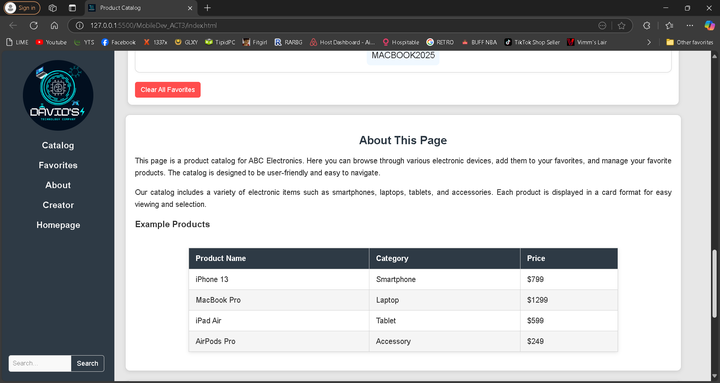 Sign in
Product Catalog
127.0.0.1:5500/MobileDev_ACT3/index.html
LIME
Youtube
YTS
Facebook
1337x
GLXY
TipidPC
Fitgirl
RARBG
Host Dashboard - Ai...
Hospitable
RETRO
BUFF NBA
TikTok Shop Seller
Vimm's Lair
Other favorites
MACBOOK2025
Clear All Favorites
DAVID'S
TECHNOLOGY COMPANY
Catalog
Favorites
About
Creator
Homepage
Search...
Search
About This Page
This page is a product catalog for ABC Electronics. Here you can browse through various electronic devices, add them to your favorites, and manage your favorite
products. The catalog is designed to be user-friendly and easy to navigate.
Our catalog includes a variety of electronic items such as smartphones, laptops, tablets, and accessories. Each product is displayed in a card format for easy
viewing and selection.
Example Products
Product Name Category Price
iPhone 13 Smartphone $799
MacBook Pro Laptop $1299
iPad Air Tablet $599
AirPods Pro Accessory $249